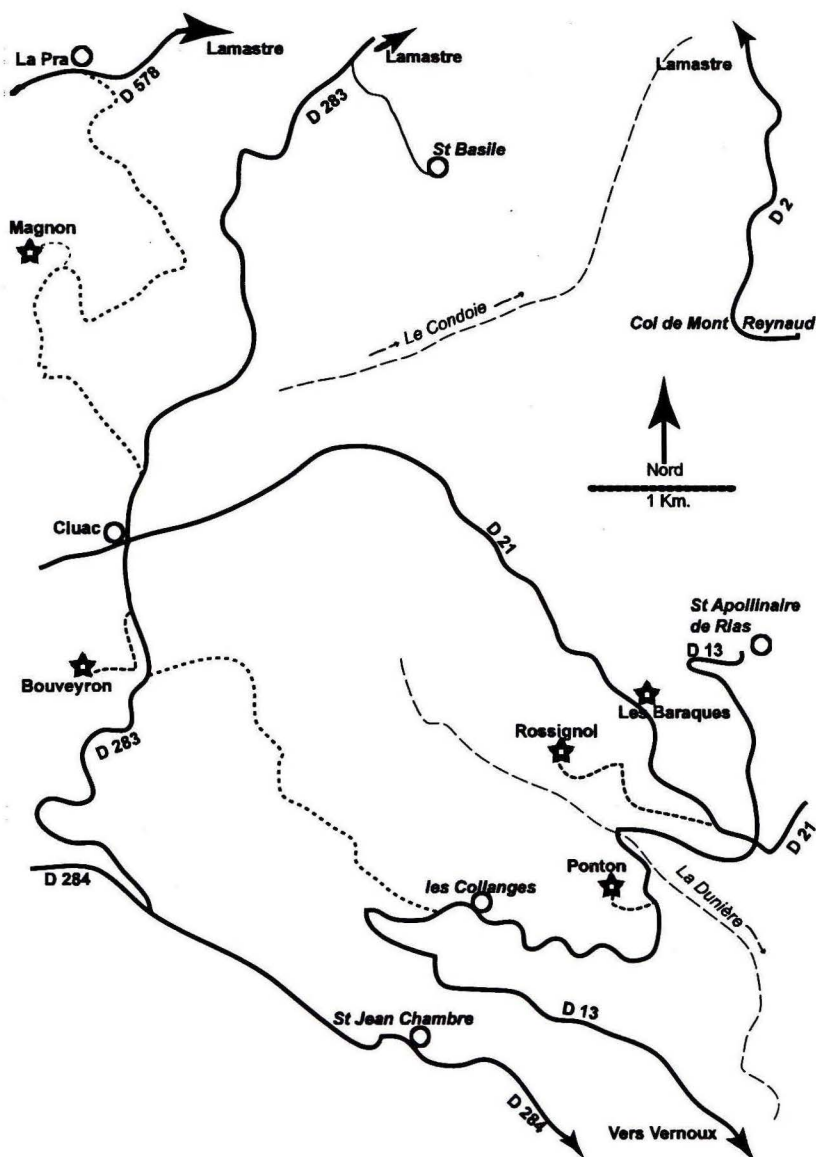 La Pra
Lamastre
D 578
Lamastre
D 283
St Basile
Lamastre
D 2
Magnon
Le Condoie
Col de Mont Reynaud
Nord
1 Km.
Cluac
D 21
St Apollinaire
de Rias
D 13
Bouveyron
Les Baraques
Rossignol
D 283
D 21
D 284
les Collanges
Ponton
La Dunière
St Jean Chambre
D 13
D 284
Vers Vernoux